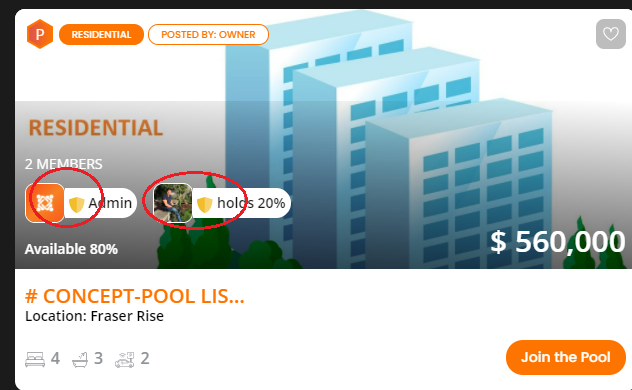 P RESIDENTIAL POSTED BY: OWNER
RESIDENTIAL
2 MEMBERS
Admin holds 20%
Available 80%
$ 560,000
# CONCEPT-POOL LIS...
Location: Fraser Rise
4 3 2
Join the Pool